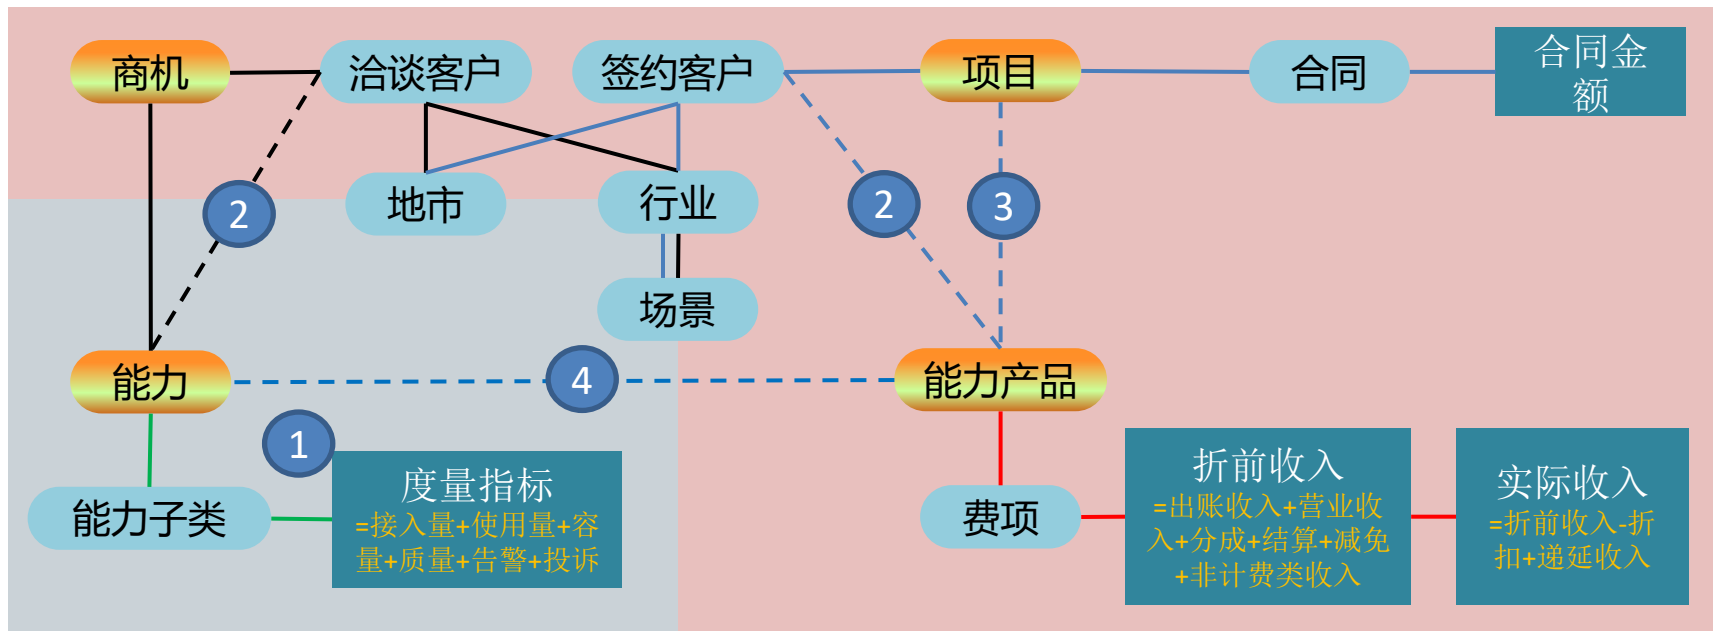 商机
洽谈客户
签约客户
项目
合同
合同金
额
2
地市
行业
2
3
场景
能力
4
能力产品
1
能力子类
度量指标
=接入量+使用量+容
量+质量+告警+投诉
费项
折前收入
=出账收入+营业收
入+分成+结算+减免
+非计费类收入
实际收入
=折前收入-折
扣+递延收入